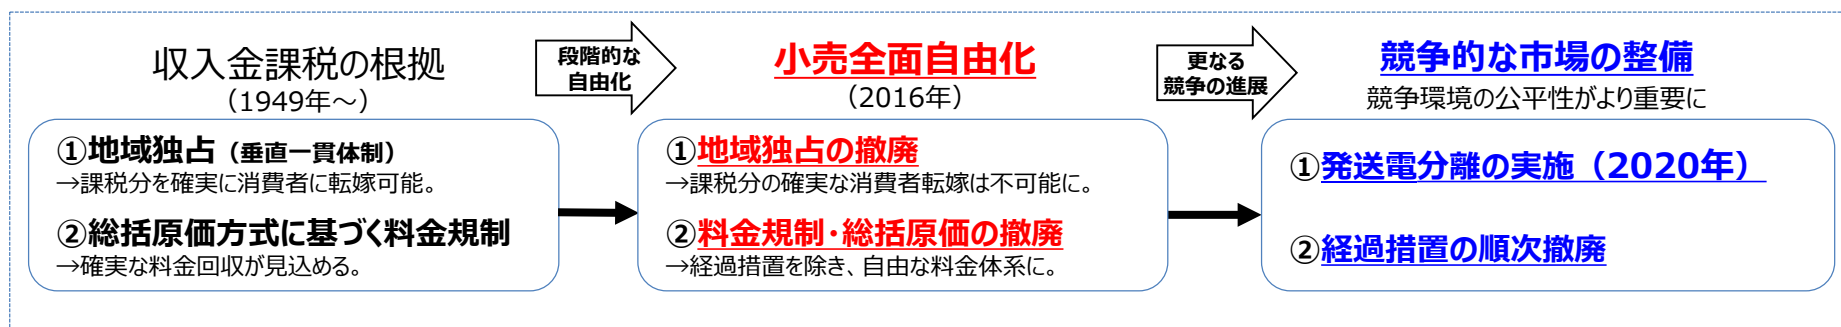 収入金課税の根拠
（1949年～）
段階的な
自由化
小売全面自由化
（2016年）
更なる
競争の進展
競争的な市場の整備
競争環境の公平性がより重要に
①地域独占（垂直一貫体制）
→課税分を確実に消費者に転嫁可能。
②総括原価方式に基づく料金規制
→確実な料金回収が見込める。
①地域独占の撤廃
→課税分の確実な消費者転嫁は不可能に。
②料金規制・総括原価の撤廃
→経過措置を除き、自由な料金体系に。
①発送電分離の実施（2020年）
②経過措置の順次撤廃